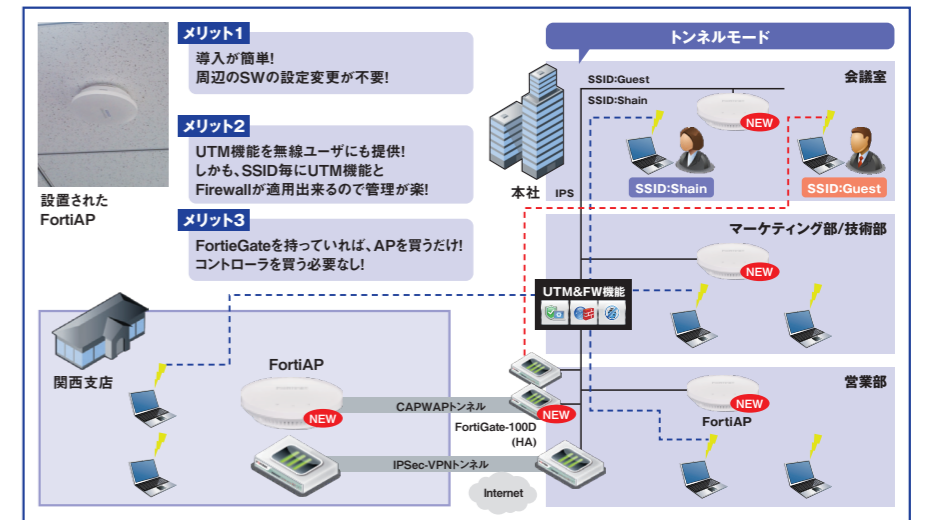 設置された
FortiAP
メリット1
導入が簡単!
周辺のSWの設定変更が不要!
メリット2
UTM機能を無線ユーザにも提供!
しかも、SSID毎にUTM機能と
Firewallが適用出来るので管理が楽!
メリット3
FortieGateを持っていれば、APを買うだけ!
コントローラを買う必要なし!
トンネルモード
本社
IPS
SSID:Guest
SSID:Shain
会議室
NEW
SSID:Shain
SSID:Guest
マーケティング部/技術部
NEW
UTM&FW機能
関西支店
FortiAP
NEW
CAPWAPトンネル
NEW
FortiGate-100D
(HA)
IPSec-VPNトンネル
Internet
営業部
NEW
FortiAP